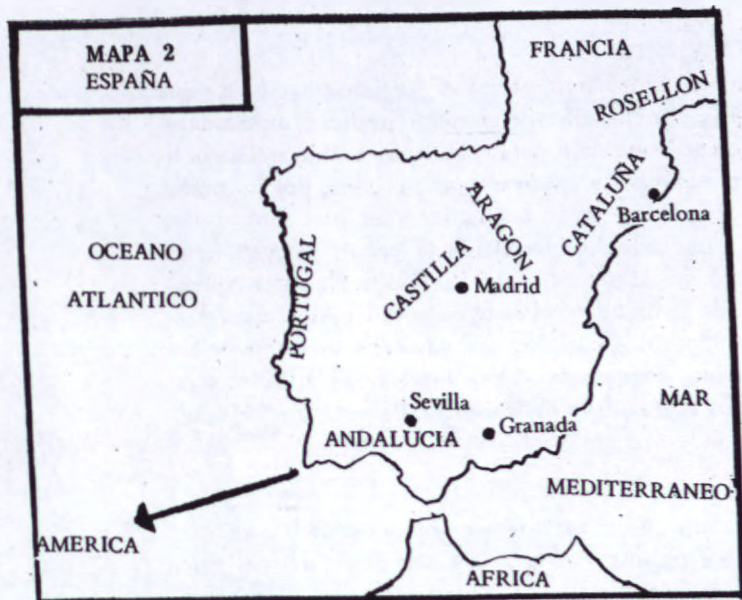 MAPA 2
ESPAÑA
FRANCIA
ROSELLON
CATALUÑA
Barcelona
ARAGON
CASTILLA
Madrid
PORTUGAL
OCEANO
ATLANTICO
Sevilla
ANDALUCIA
Granada
MAR
MEDITERRANEO
AMERICA
AFRICA